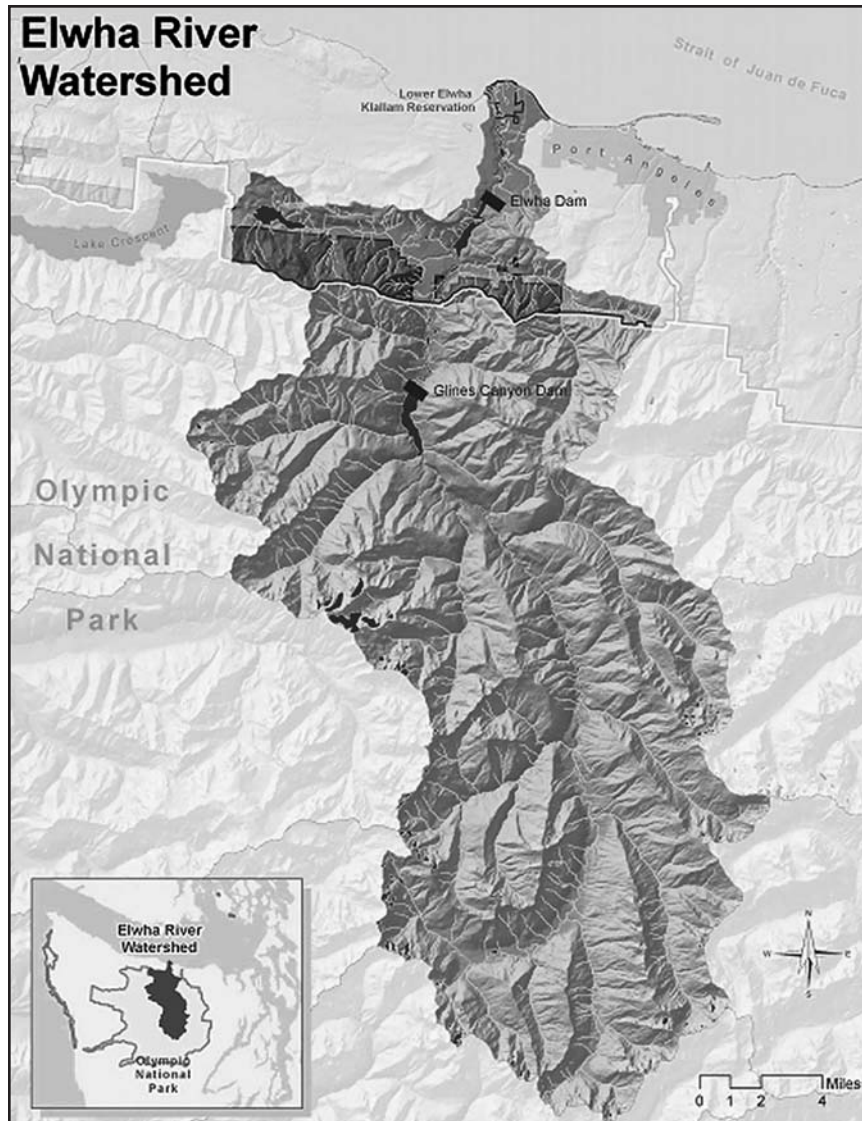 Elwha River
Watershed
Strait of Juan de Fuca
Lower Elwha
Klallam Reservation
Port Angeles
Elwha Dam
Lake Crescent
Glines Canyon Dam
Olympic
National
Park
Elwha River
Watershed
Olympic
National
Park
N
W E
S
0 1 2 4 Miles